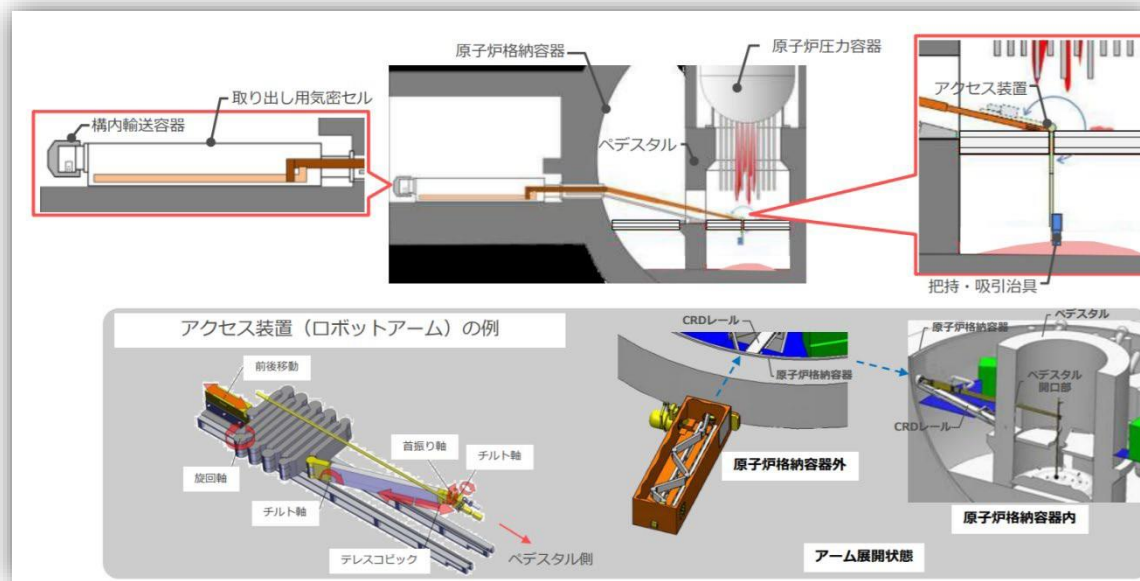 原子炉格納容器
原子炉圧力容器
取り出し用気密セル
構内輸送容器
ペデスタル
アクセス装置
把持・吸引治具
アクセス装置（ロボットアーム）の例
前後移動
旋回軸
チルト軸
テレスコピック
首振り軸
チルト軸
ペデスタル側
CRDレール
原子炉格納容器
原子炉格納容器外
原子炉格納容器
ペデスタル
ペデスタル
開口部
CRDレール
原子炉格納容器内
アーム展開状態